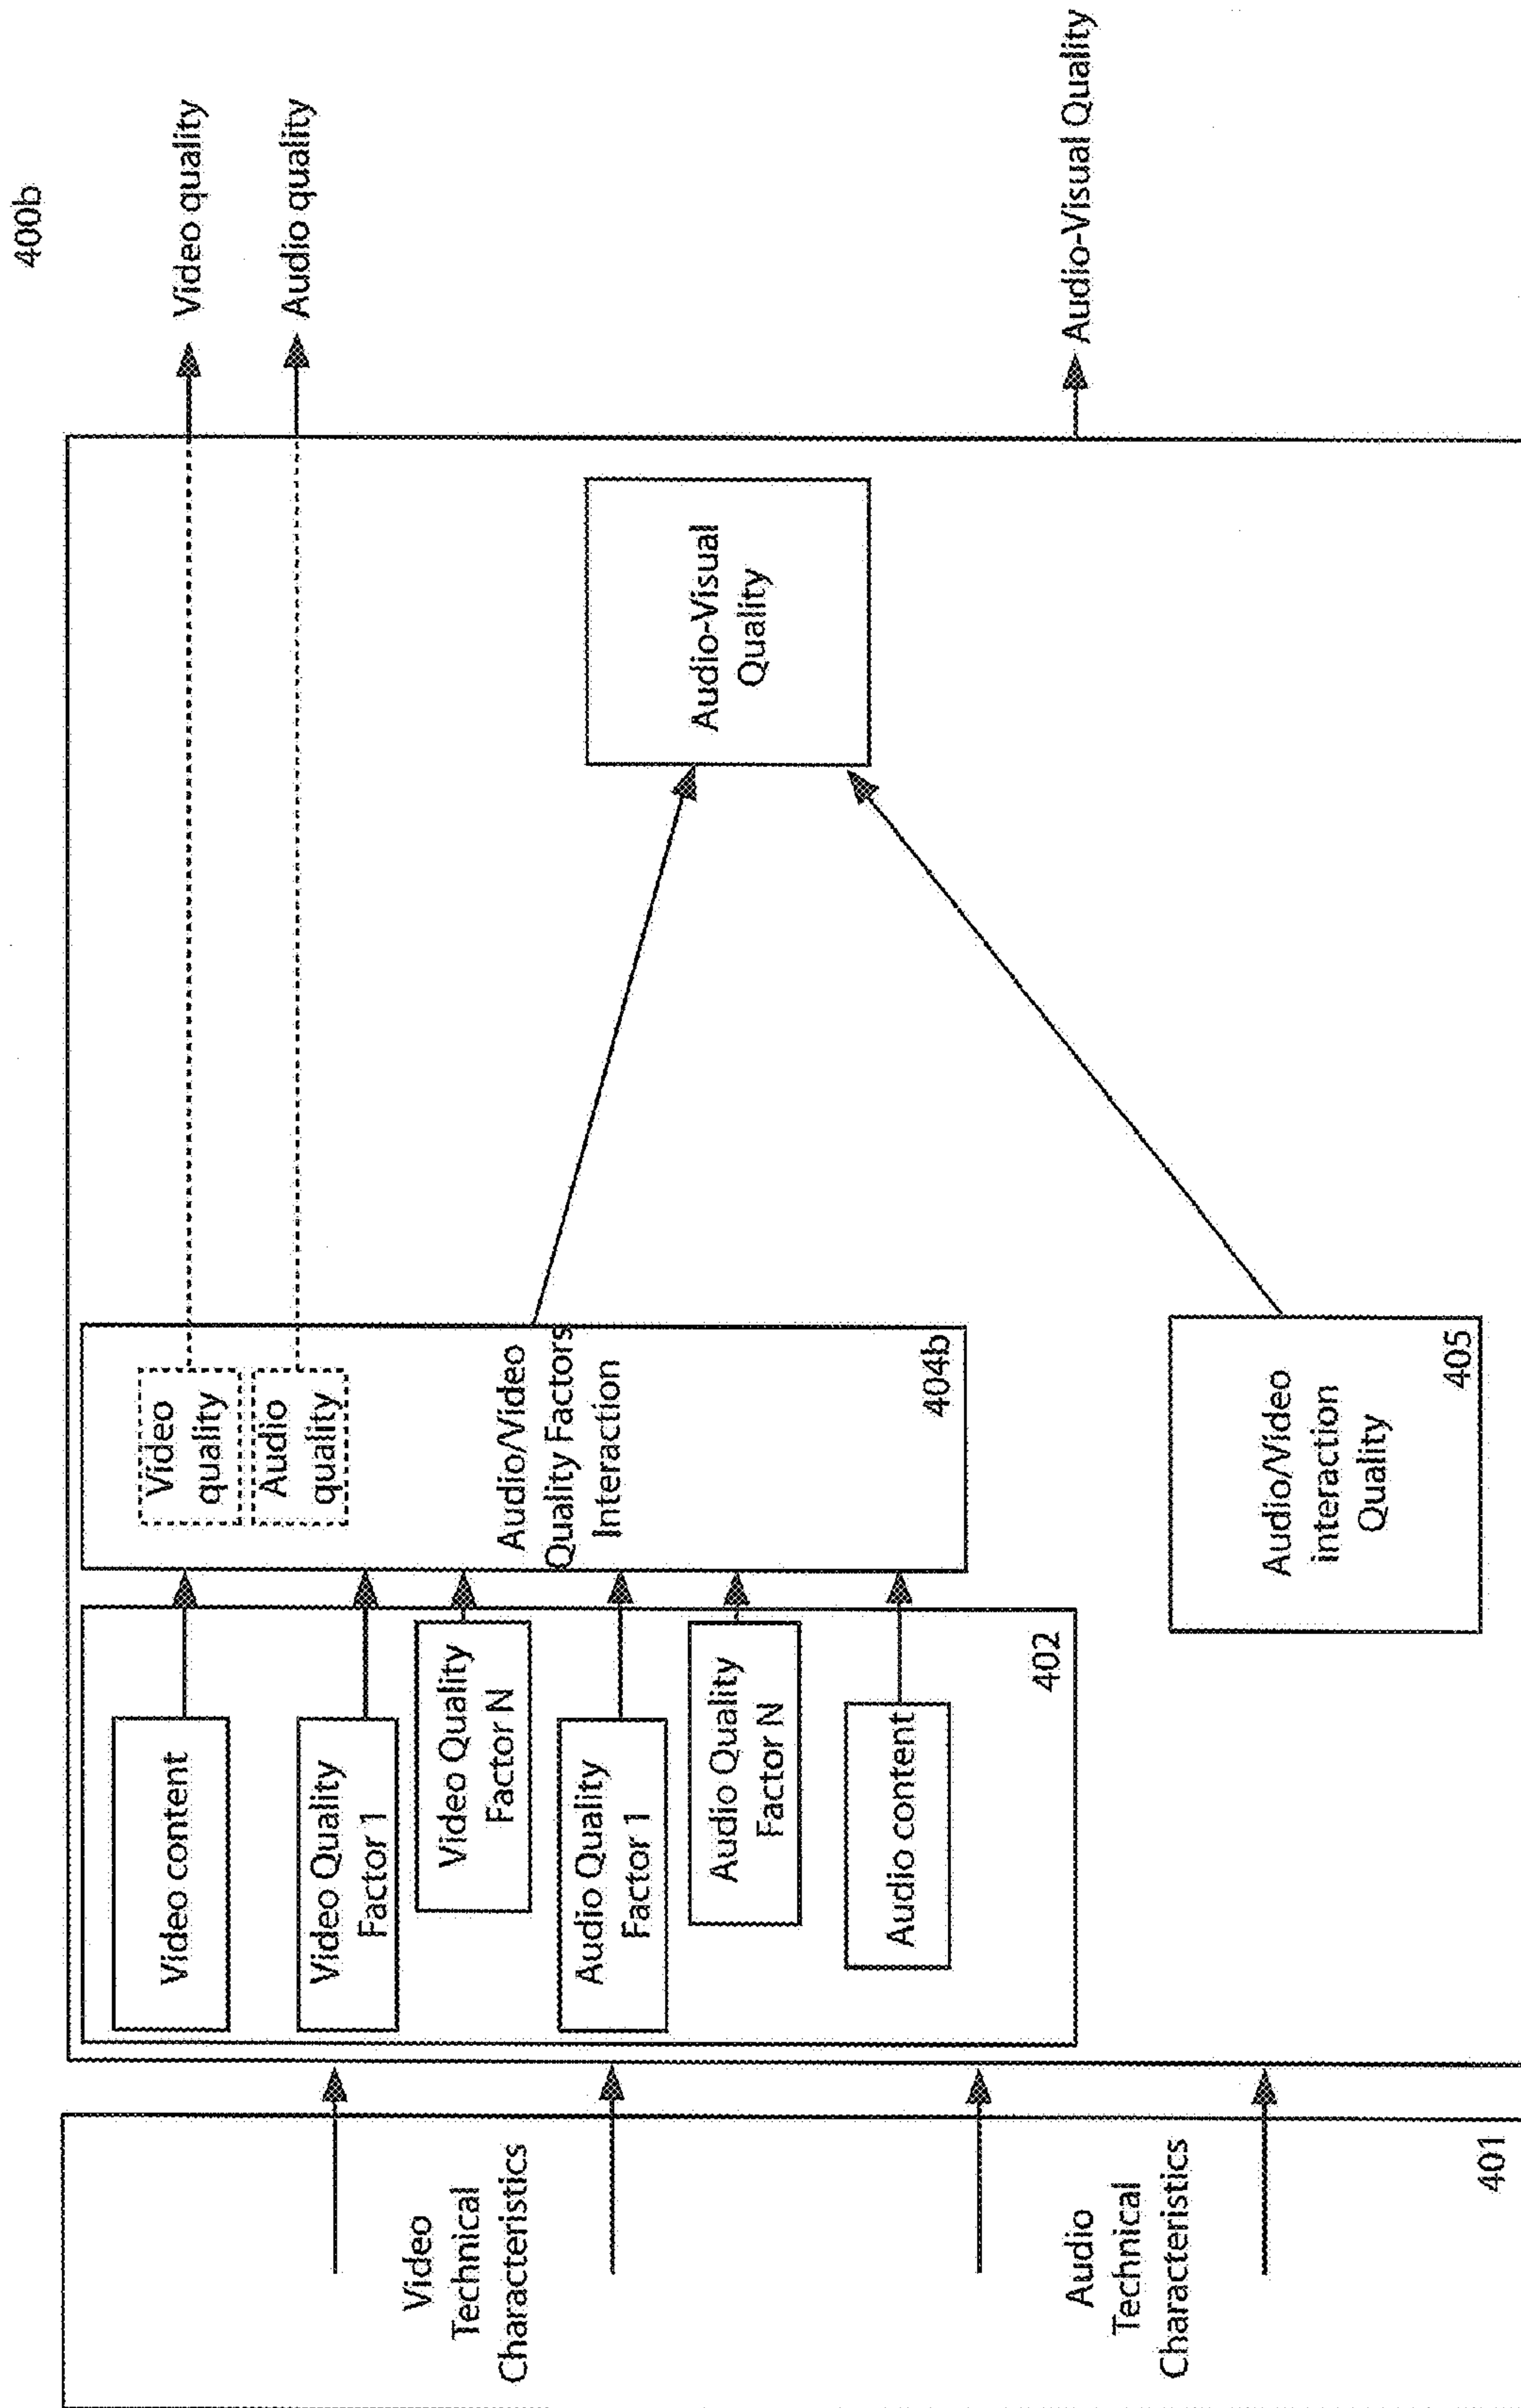 400b
Video
Technical
Characteristics
Audio
Technical
Characteristics
401
Video content
Video Quality
Factor 1
Video Quality
Factor N
Audio Quality
Factor 1
Audio Quality
Factor N
Audio content
402
Video
quality
Audio
quality
Audio/Video
Quality Factors
Interaction
404b
Audio/Video
interaction
Quality
405
Audio-Visual
Quality
Video quality
Audio quality
Audio-Visual Quality